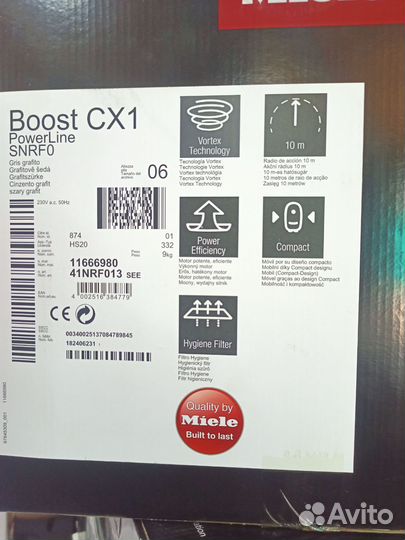 Boost CX1
PowerLine
SNRF0
Gris grafito
Grafitově šedá
Grafitszürke
Cinzento grafit
szary grafit
06
230V a.c. 50Hz
874
01
HS20
332
9kg
11666980
41NRF013 SEE
4 002516 384779
00340025137084789845
182406231
Vortex
Technology
Tecnología Vortex
Technologie Vortex
Vortex technológia
Tecnologia Vortex
Technologia Vortex
10 m
Radio de acción 10 m
Akční rádius 10 m
10 m-es hatósugár
10 metros de raio de acção
Zasięg 10 metrów
Power
Efficiency
Motor potente, eficiente
Výkonný motor
Erős, hatékony motor
Motor potente, eficiente
Mocny, wydajny silnik
Compact
Móvil por su diseño compacto
Mobilní díky Compact-designu
Mobil (Compact-Design)
Móvel graças ao design Compacto
Mobilność i kompaktowość
Hygiene Filter
Filtro Hygiene
Hygienický filtr
Higiénia szűrő
Filtro Hygiene
Filtr higieniczny
Quality by
Miele
Built to last
Avito